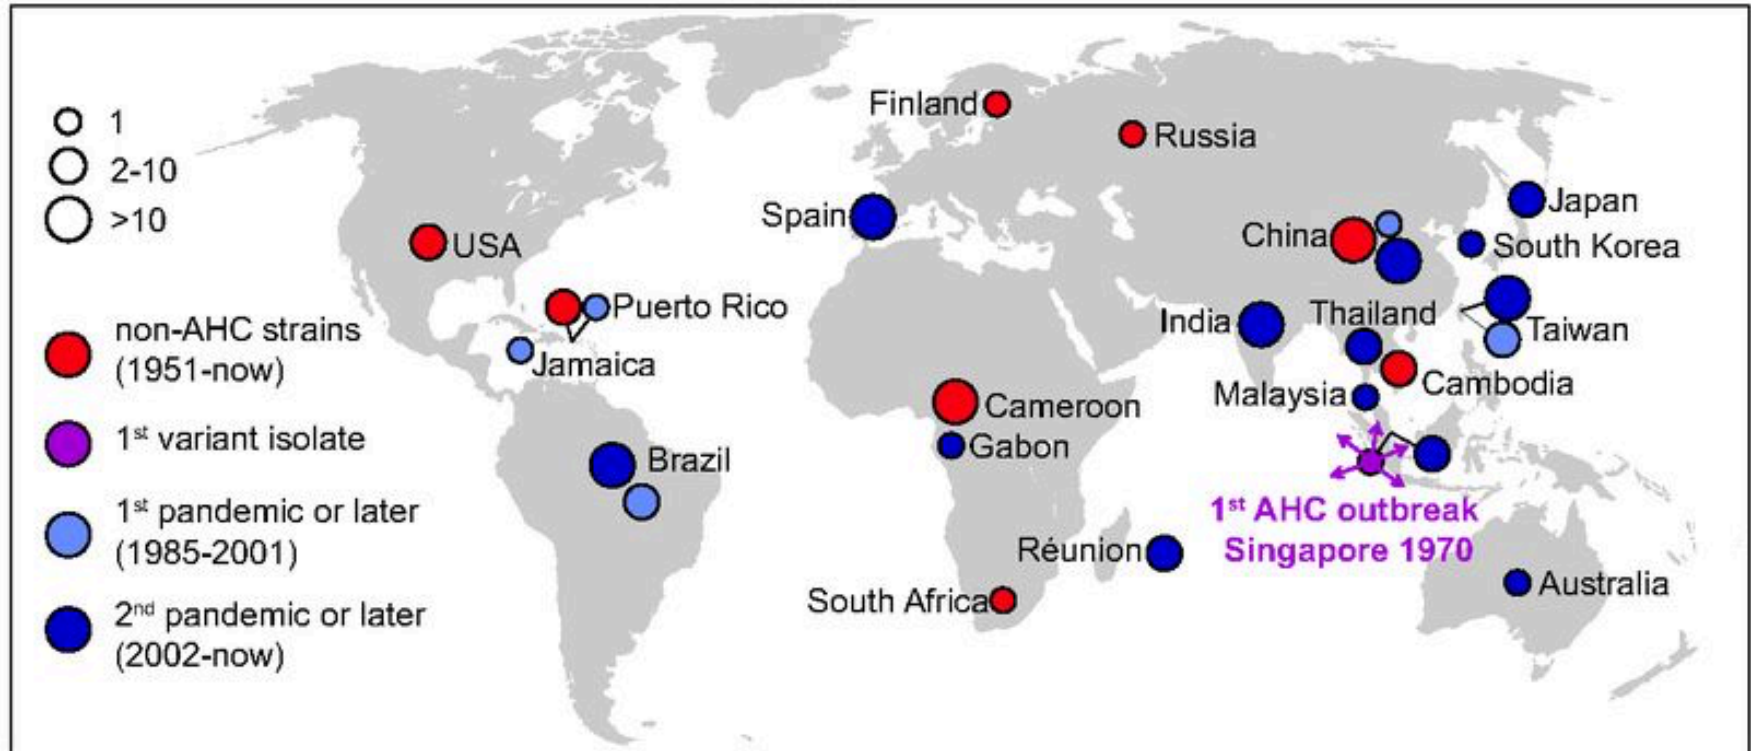 1
2-10
>10
non-AHC strains
(1951-now)
1st variant isolate
1st pandemic or later
(1985-2001)
2nd pandemic or later
(2002-now)
Finland
Russia
Spain
USA
Puerto Rico
Jamaica
Brazil
Cameroon
Gabon
Réunion
South Africa
China
Japan
South Korea
India
Thailand
Taiwan
Malaysia
Cambodia
1st AHC outbreak
Singapore 1970
Australia